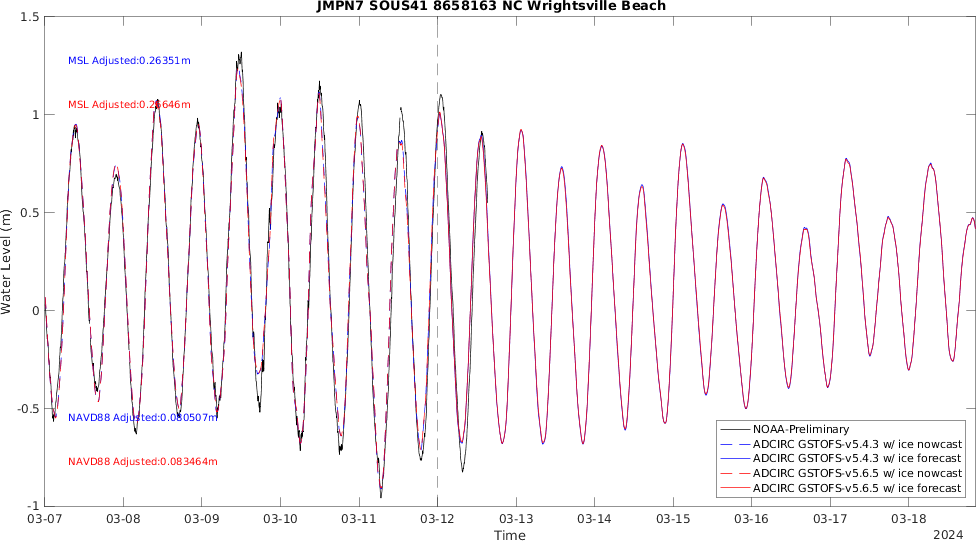 JMPN7 SOUS41 8658163 NC Wrightsville Beach
1.5
1
0.5
0
-0.5
-1
Water Level (m)
MSL Adjusted:0.26351m
MSL Adjusted:0.26646m
NAVD88 Adjusted:0.080507m
NAVD88 Adjusted:0.083464m
NOAA-Preliminary
ADCIRC GSTOFS-v5.4.3 w/ ice nowcast
ADCIRC GSTOFS-v5.4.3 w/ ice forecast
ADCIRC GSTOFS-v5.6.5 w/ ice nowcast
ADCIRC GSTOFS-v5.6.5 w/ ice forecast
03-07 03-08 03-09 03-10 03-11 03-12 03-13 03-14 03-15 03-16 03-17 03-18
Time
2024